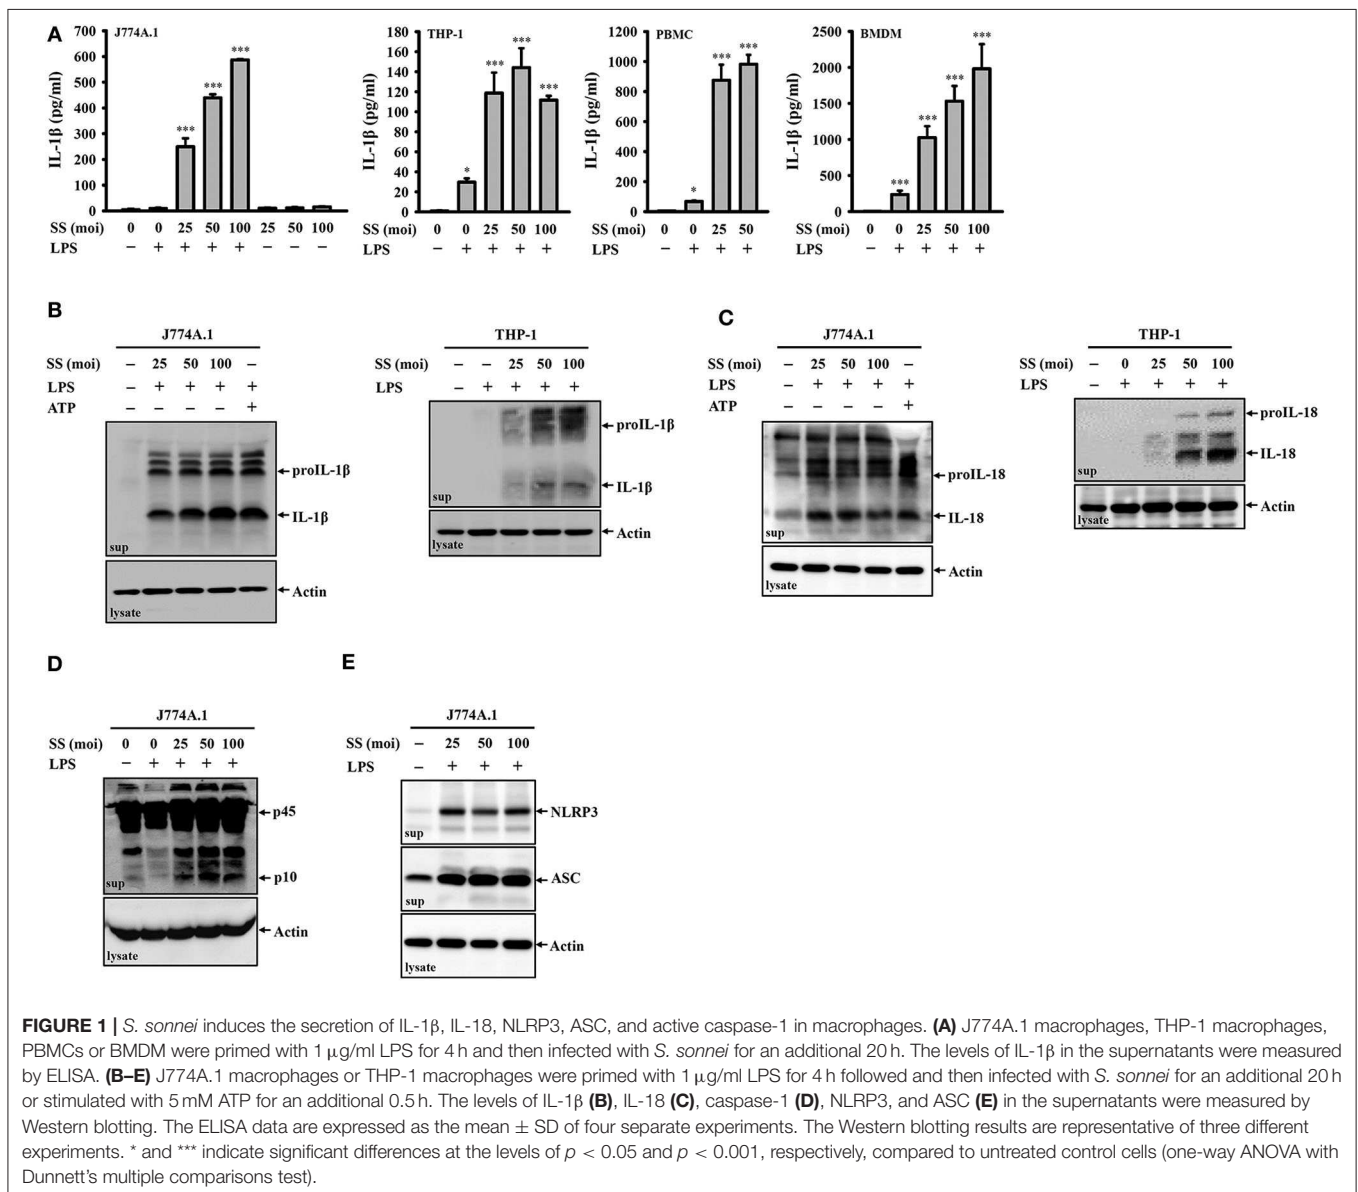 A
J774A.1
IL-1β (pg/ml)
700
600
500
400
300
200
100
0
SS (moi) 0 0 25 50 100 25 50 100
LPS − + + + + − − −
*** *** ***
THP-1
IL-1β (pg/ml)
180
160
140
120
100
80
60
40
20
0
SS (moi) 0 0 25 50 100
LPS − + + + +
* *** *** ***
PBMC
IL-1β (pg/ml)
1200
1000
800
600
400
200
0
SS (moi) 0 0 25 50
LPS − + + +
* *** ***
BMDM
IL-1β (pg/ml)
2500
2000
1500
1000
500
0
SS (moi) 0 0 25 50 100
LPS − + + + +
*** *** *** ***
B
J774A.1
SS (moi) − 25 50 100 −
LPS − + + + +
ATP − − − − +
proIL-1β
IL-1β
sup
Actin
lysate
THP-1
SS (moi) − − 25 50 100
LPS − + + + +
proIL-1β
IL-1β
sup
Actin
lysate
C
J774A.1
SS (moi) − 25 50 100 −
LPS − + + + +
ATP − − − − +
proIL-18
IL-18
sup
Actin
lysate
THP-1
SS (moi) − 0 25 50 100
LPS − + + + +
proIL-18
IL-18
sup
Actin
lysate
D
J774A.1
SS (moi) 0 0 25 50 100
LPS − + + + +
p45
p10
sup
Actin
lysate
E
J774A.1
SS (moi) − 25 50 100
LPS − + + +
NLRP3
sup
ASC
sup
Actin
lysate
FIGURE 1 | S. sonnei induces the secretion of IL-1β, IL-18, NLRP3, ASC, and active caspase-1 in macrophages. (A) J774A.1 macrophages, THP-1 macrophages,
PBMCs or BMDM were primed with 1 μg/ml LPS for 4 h and then infected with S. sonnei for an additional 20 h. The levels of IL-1β in the supernatants were measured
by ELISA. (B–E) J774A.1 macrophages or THP-1 macrophages were primed with 1 μg/ml LPS for 4 h followed and then infected with S. sonnei for an additional 20 h
or stimulated with 5 mM ATP for an additional 0.5 h. The levels of IL-1β (B), IL-18 (C), caspase-1 (D), NLRP3, and ASC (E) in the supernatants were measured by
Western blotting. The ELISA data are expressed as the mean ± SD of four separate experiments. The Western blotting results are representative of three different
experiments. * and *** indicate significant differences at the levels of p < 0.05 and p < 0.001, respectively, compared to untreated control cells (one-way ANOVA with
Dunnett's multiple comparisons test).